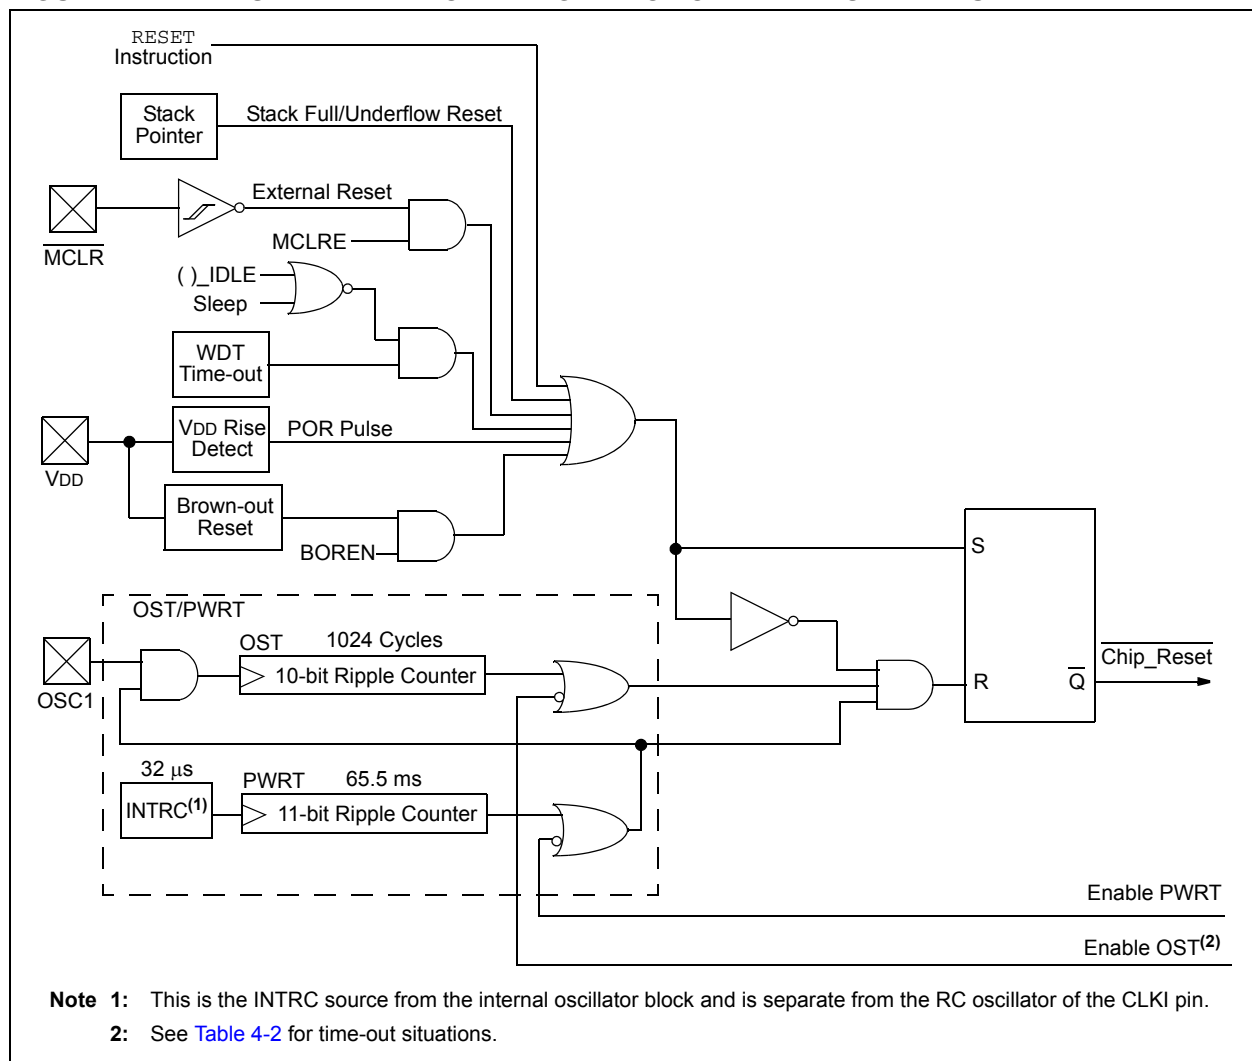 RESET
Instruction
Stack
Pointer
Stack Full/Underflow Reset
External Reset
MCLR
MCLRE
( )_IDLE
Sleep
WDT
Time-out
VDD Rise
Detect
POR Pulse
VDD
Brown-out
Reset
BOREN
S
OST/PWRT
OST
1024 Cycles
10-bit Ripple Counter
OSC1
R
Q
Chip_Reset
32 μs
INTRC(1)
PWRT
65.5 ms
11-bit Ripple Counter
Enable PWRT
Enable OST(2)
Note 1: This is the INTRC source from the internal oscillator block and is separate from the RC oscillator of the CLKI pin.
2: See Table 4-2 for time-out situations.